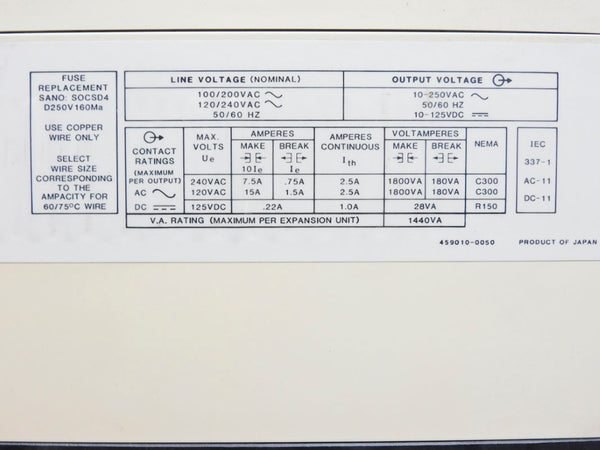 FUSE
REPLACEMENT
SANO: SOCSD4
D250V160Ma
USE COPPER
WIRE ONLY
SELECT
WIRE SIZE
CORRESPONDING
TO THE
AMPACITY FOR
60/75°C WIRE
LINE VOLTAGE (NOMINAL)
100/200VAC
120/240VAC
50/60 HZ
OUTPUT VOLTAGE
10-250VAC
50/60 HZ
10-125VDC
CONTACT
RATINGS
(MAXIMUM
PER OUTPUT)
MAX.
VOLTS
Ue
AMPERES
MAKE BREAK
10Ie Ie
AMPERES
CONTINUOUS
Ith
VOLTAMPERES
MAKE BREAK
NEMA
AC 240VAC 7.5A .75A 2.5A 1800VA 180VA C300
120VAC 15A 1.5A 2.5A 1800VA 180VA C300
DC 125VDC .22A 1.0A 28VA R150
V.A. RATING (MAXIMUM PER EXPANSION UNIT) 1440VA
IEC
337-1
AC-11
DC-11
459010-0050 PRODUCT OF JAPAN